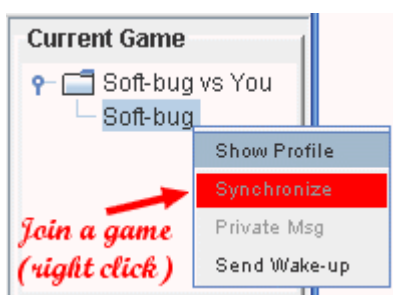 Current Game
Soft-bug vs You
Soft-bug
Show Profile
Synchronize
Private Msg
Send Wake-up
Join a game
(right click )